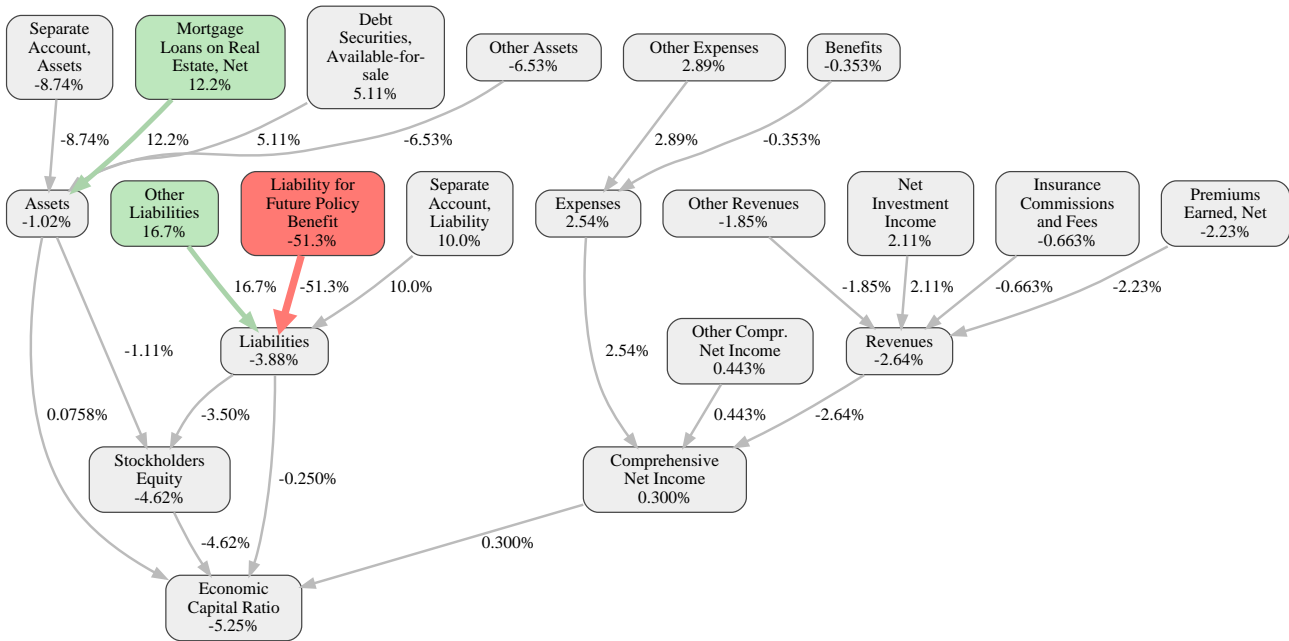 Separate
Account,
Assets
-8.74%
Mortgage
Loans on Real
Estate, Net
12.2%
Debt
Securities,
Available-for-
sale
5.11%
Other Assets
-6.53%
Other Expenses
2.89%
Benefits
-0.353%
-8.74%
12.2%
5.11%
-6.53%
2.89%
-0.353%
Assets
-1.02%
Other
Liabilities
16.7%
Liability for
Future Policy
Benefit
-51.3%
Separate
Account,
Liability
10.0%
Expenses
2.54%
Other Revenues
-1.85%
Net
Investment
Income
2.11%
Insurance
Commissions
and Fees
-0.663%
Premiums
Earned, Net
-2.23%
16.7%
-51.3%
10.0%
-1.85%
2.11%
-0.663%
-2.23%
Liabilities
-3.88%
-1.11%
2.54%
Other Compr.
Net Income
0.443%
Revenues
-2.64%
0.0758%
-3.50%
0.443%
-2.64%
Stockholders
Equity
-4.62%
-0.250%
Comprehensive
Net Income
0.300%
-4.62%
0.300%
Economic
Capital Ratio
-5.25%